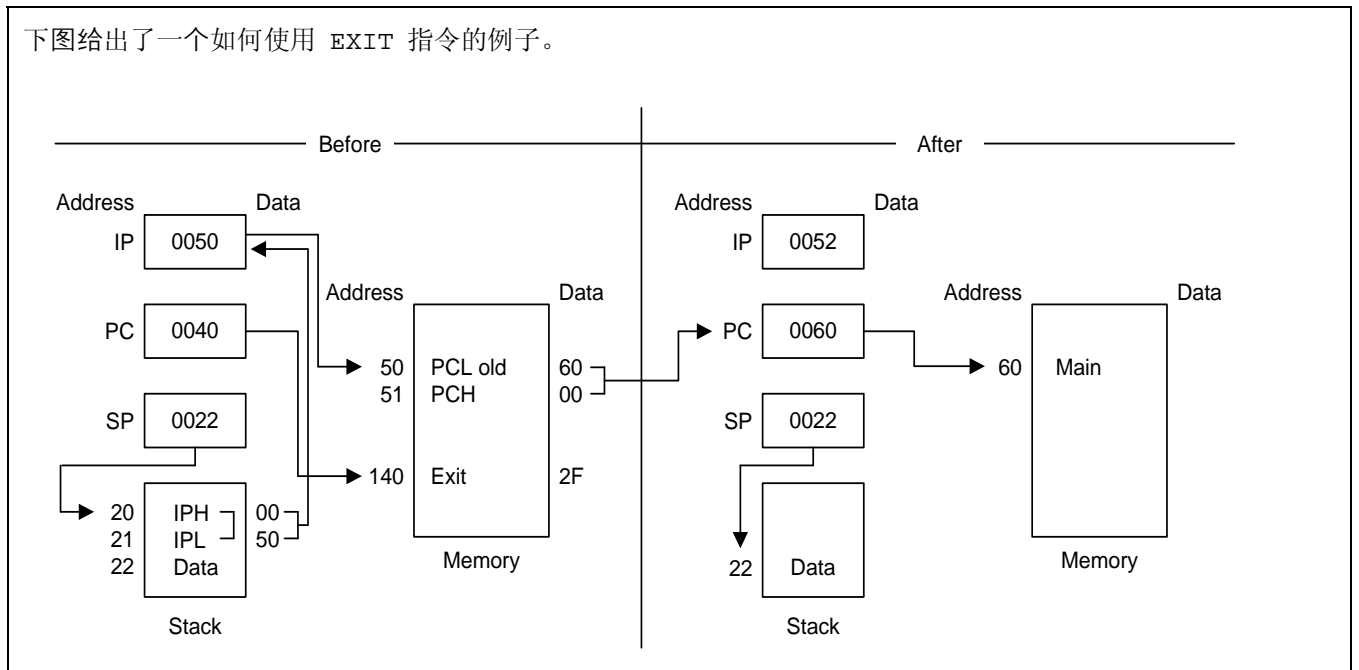 下图给出了一个如何使用 EXIT 指令的例子。
Before
After
Address Data
IP 0050
PC 0040
SP 0022
20 IPH 00
21 IPL 50
22 Data
Stack
Address Data
50 PCL old 60
51 PCH 00
140 Exit 2F
Memory
Address Data
IP 0052
PC 0060
SP 0022
22 Data
Stack
Address Data
60 Main
Memory